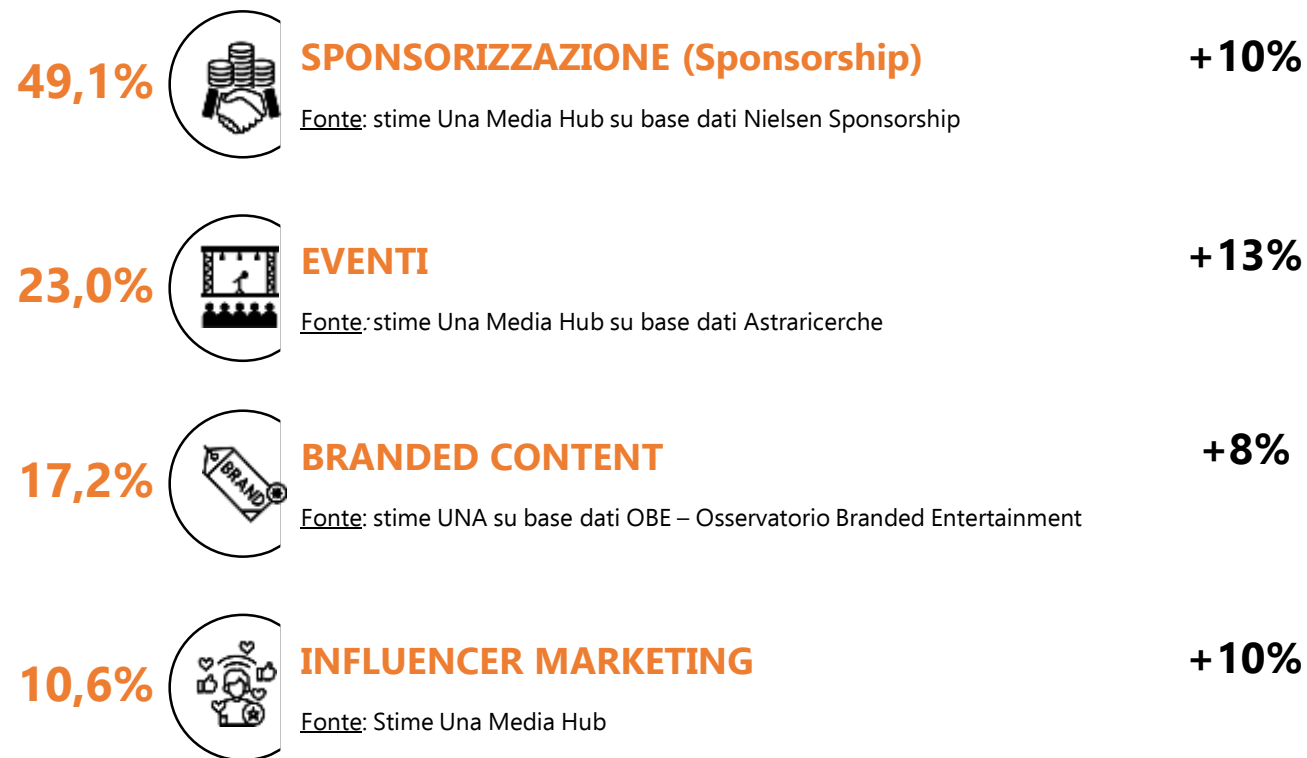 49,1%
SPONSORIZZAZIONE (Sponsorship)
+10%
Fonte: stime Una Media Hub su base dati Nielsen Sponsorship
23,0%
EVENTI
+13%
Fonte: stime Una Media Hub su base dati Astraricerche
17,2%
BRAND
BRANDED CONTENT
+8%
Fonte: stime UNA su base dati OBE – Osservatorio Branded Entertainment
10,6%
INFLUENCER MARKETING
+10%
Fonte: Stime Una Media Hub